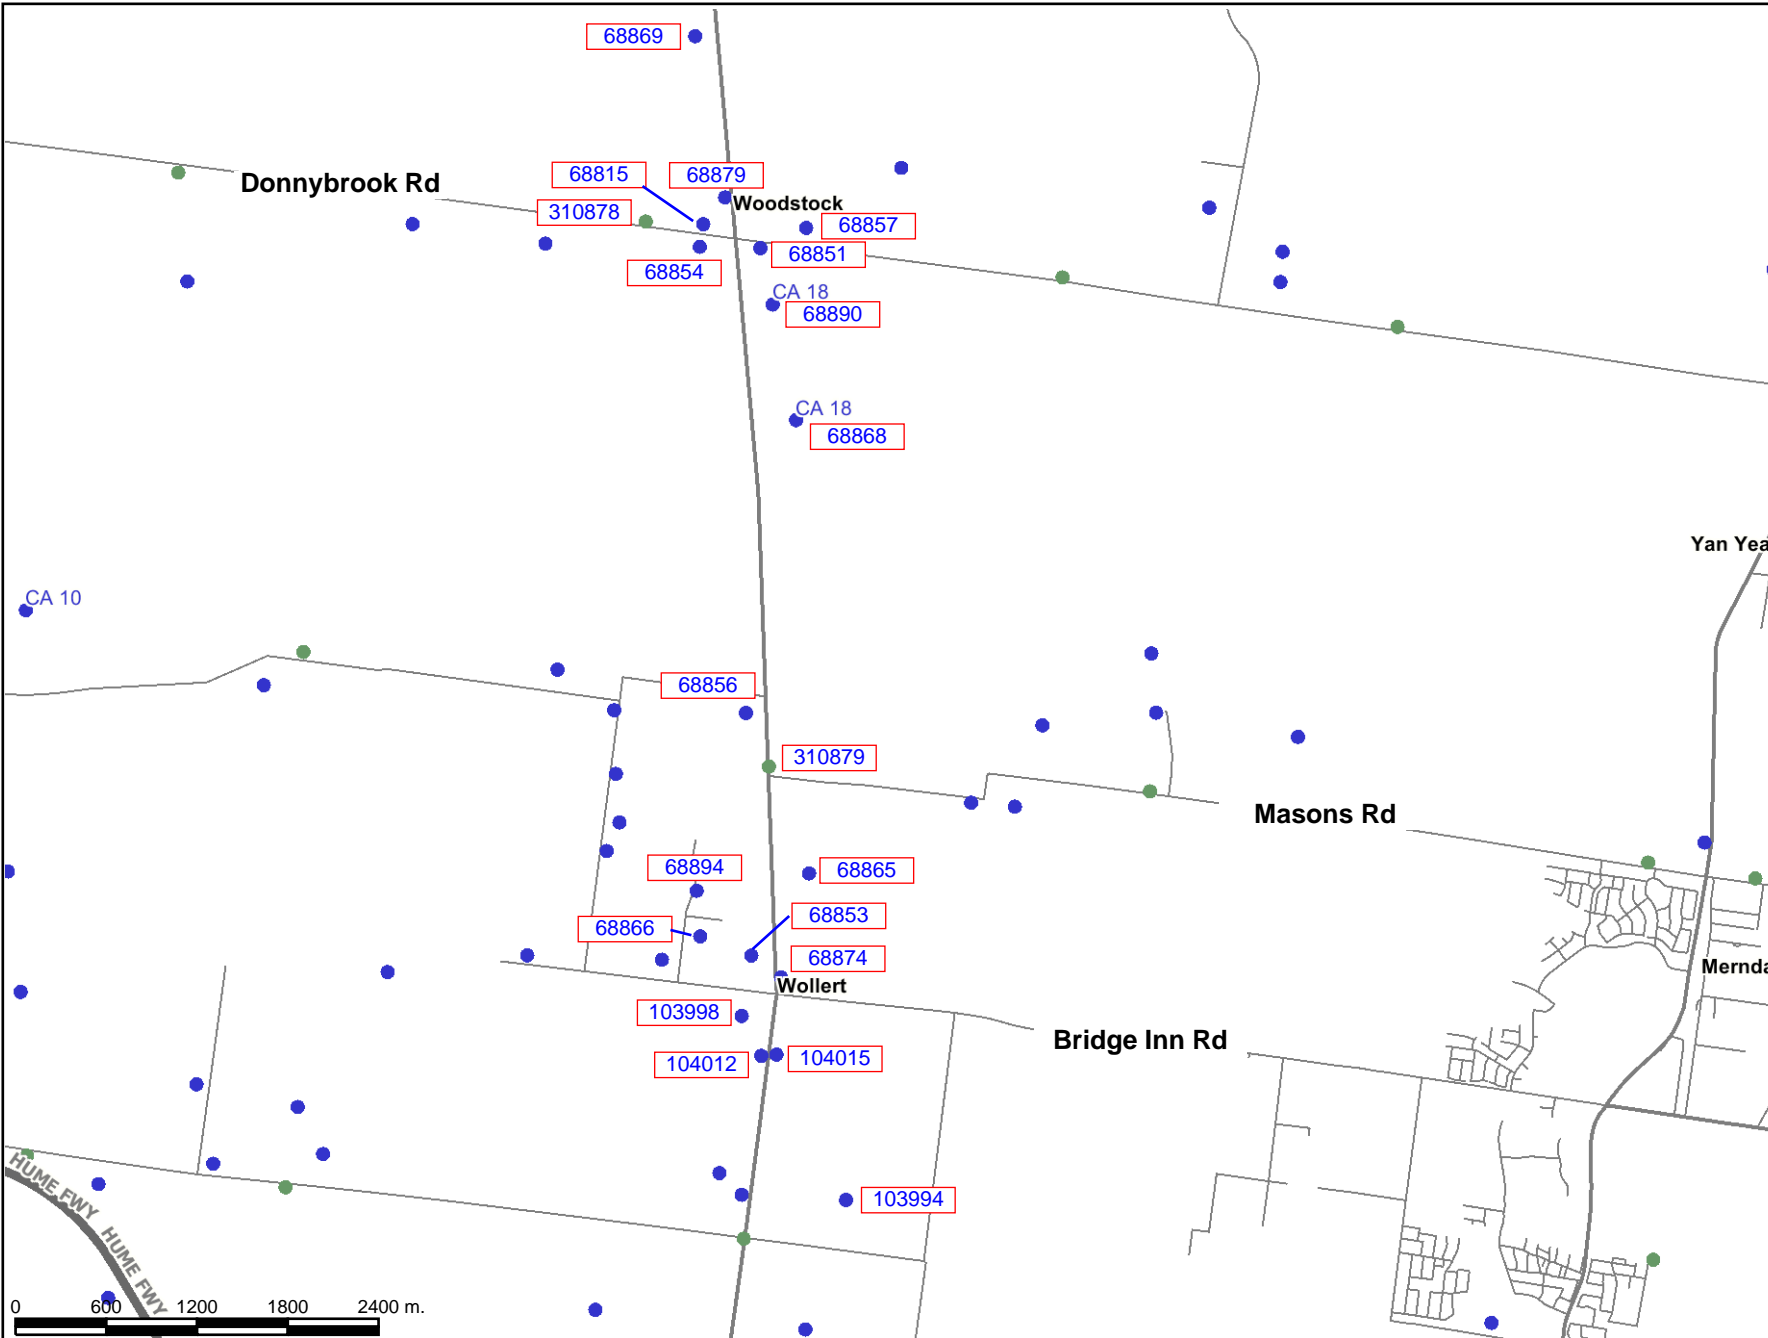 68869
68815
68879
Donnybrook Rd
Woodstock
310878
68857
68851
68854
CA 18
68890
CA 18
68868
Yan Yea
CA 10
68856
310879
Masons Rd
68894
68865
68853
68866
68874
Mernda
Wollert
103998
Bridge Inn Rd
104012
104015
HUME FWY
103994
HUME FWY
0 600 1200 1800 2400 m.